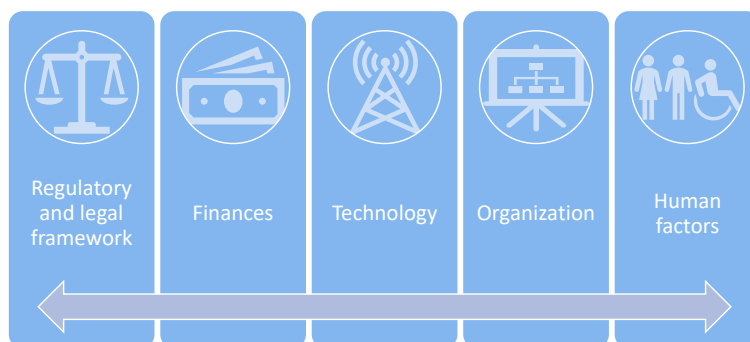 Regulatory
and legal
framework
Finances
Technology
Organization
Human
factors